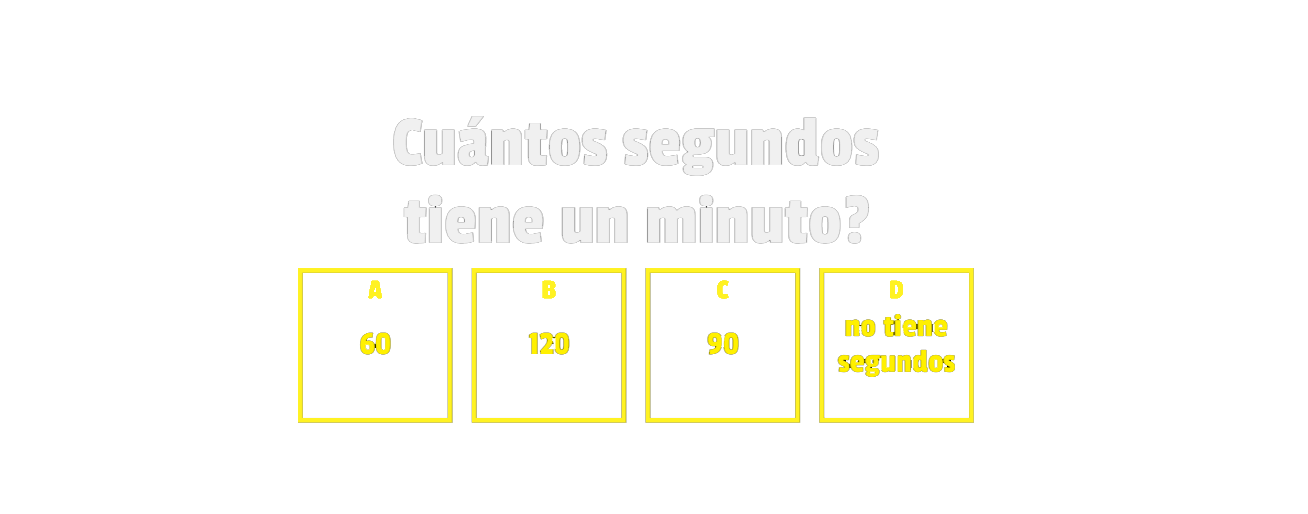 Cuántos segundos
tiene un minuto?
A
60
B
120
C
90
D
no tiene
segundos